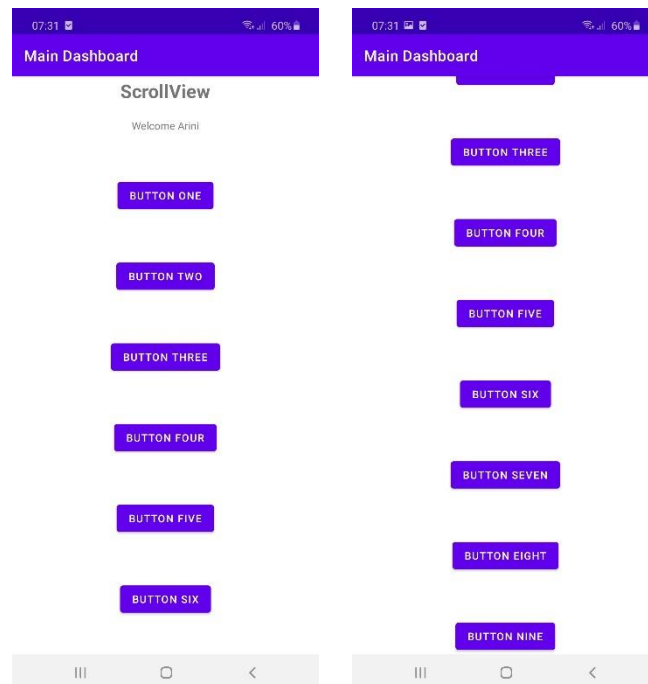 07:31 60%
Main Dashboard
ScrollView
Welcome Arini
BUTTON ONE
BUTTON TWO
BUTTON THREE
BUTTON FOUR
BUTTON FIVE
BUTTON SIX
07:31 60%
Main Dashboard
BUTTON THREE
BUTTON FOUR
BUTTON FIVE
BUTTON SIX
BUTTON SEVEN
BUTTON EIGHT
BUTTON NINE